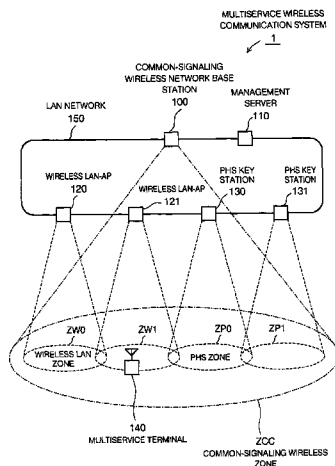 MULTISERVICE WIRELESS
COMMUNICATION SYSTEM
1
COMMON-SIGNALING
WIRELESS NETWORK BASE
STATION
100
MANAGEMENT
SERVER
110
LAN NETWORK
150
WIRELESS LAN-AP
120
WIRELESS LAN-AP
121
PHS KEY
STATION
130
PHS KEY
STATION
131
ZW0
ZW1
ZP0
ZP1
WIRELESS LAN
ZONE
PHS ZONE
140
MULTISERVICE TERMINAL
ZCC
COMMON-SIGNALING WIRELESS
ZONE